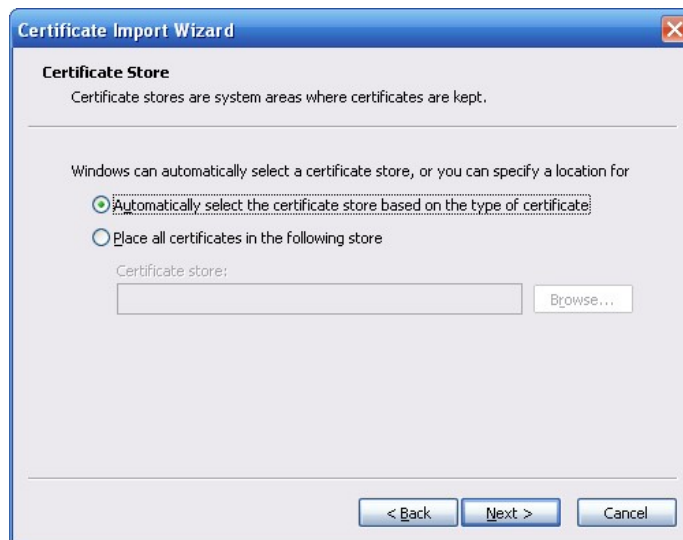 Certificate Import Wizard
Certificate Store
Certificate stores are system areas where certificates are kept.
Windows can automatically select a certificate store, or you can specify a location for
Automatically select the certificate store based on the type of certificate
Place all certificates in the following store
Certificate store:
Browse...
< Back Next > Cancel